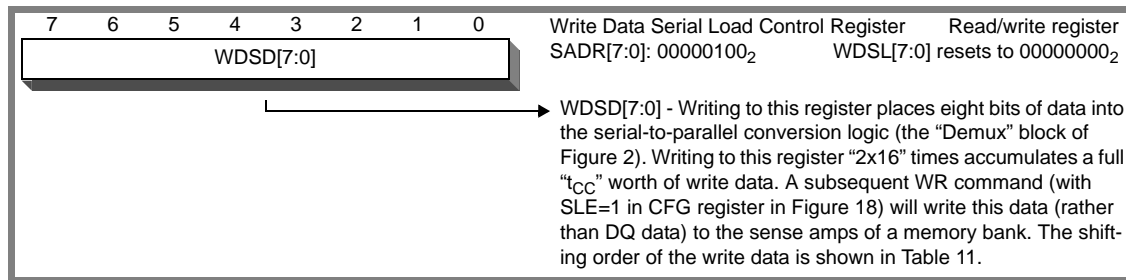 7 6 5 4 3 2 1 0
WDSD[7:0]
Write Data Serial Load Control Register Read/write register
SADR[7:0]: 00000100₂ WDSL[7:0] resets to 00000000₂
WDSD[7:0] - Writing to this register places eight bits of data into
the serial-to-parallel conversion logic (the “Demux” block of
Figure 2). Writing to this register “2x16” times accumulates a full
“tCC” worth of write data. A subsequent WR command (with
SLE=1 in CFG register in Figure 18) will write this data (rather
than DQ data) to the sense amps of a memory bank. The shift-
ing order of the write data is shown in Table 11.